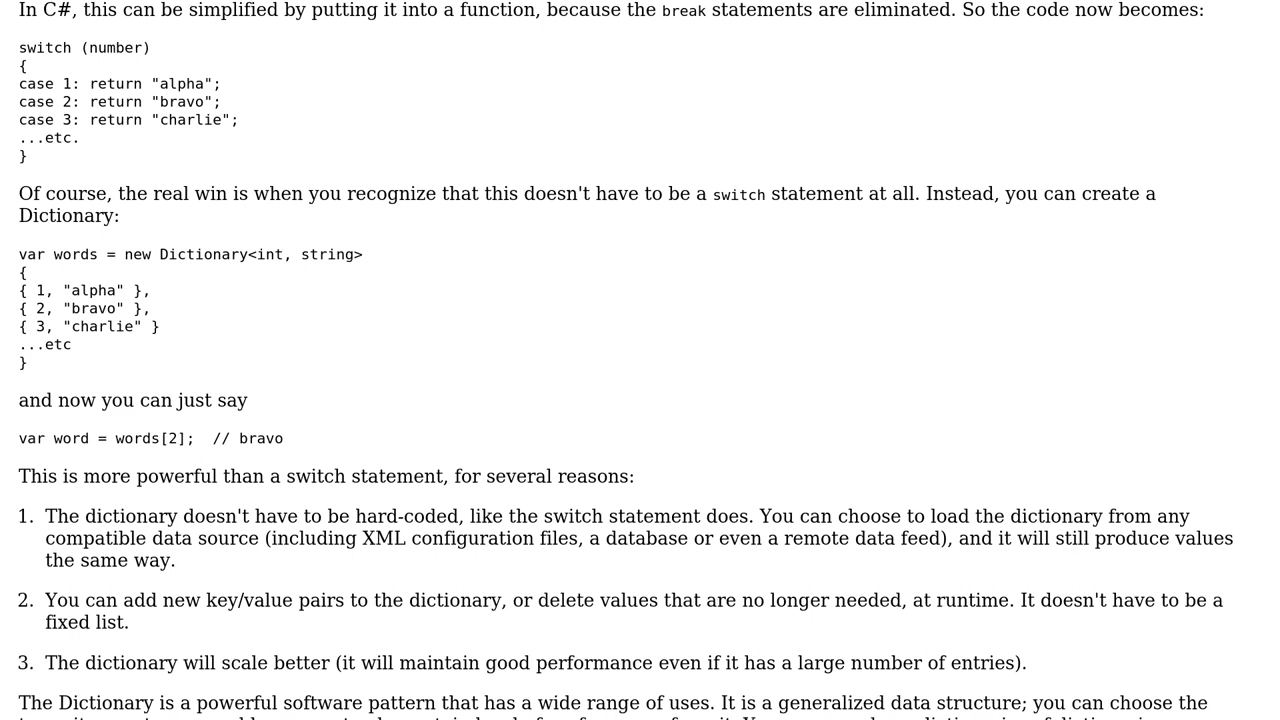 In C#, this can be simplified by putting it into a function, because the break statements are eliminated. So the code now becomes:
switch (number)
{
case 1: return "alpha";
case 2: return "bravo";
case 3: return "charlie";
...etc.
}
Of course, the real win is when you recognize that this doesn't have to be a switch statement at all. Instead, you can create a
Dictionary:
var words = new Dictionary<int, string>
{
{ 1, "alpha" },
{ 2, "bravo" },
{ 3, "charlie" }
...etc
}
and now you can just say
var word = words[2];  // bravo
This is more powerful than a switch statement, for several reasons:
1. The dictionary doesn't have to be hard-coded, like the switch statement does. You can choose to load the dictionary from any
compatible data source (including XML configuration files, a database or even a remote data feed), and it will still produce values
the same way.
2. You can add new key/value pairs to the dictionary, or delete values that are no longer needed, at runtime. It doesn't have to be a
fixed list.
3. The dictionary will scale better (it will maintain good performance even if it has a large number of entries).
The Dictionary is a powerful software pattern that has a wide range of uses. It is a generalized data structure; you can choose the